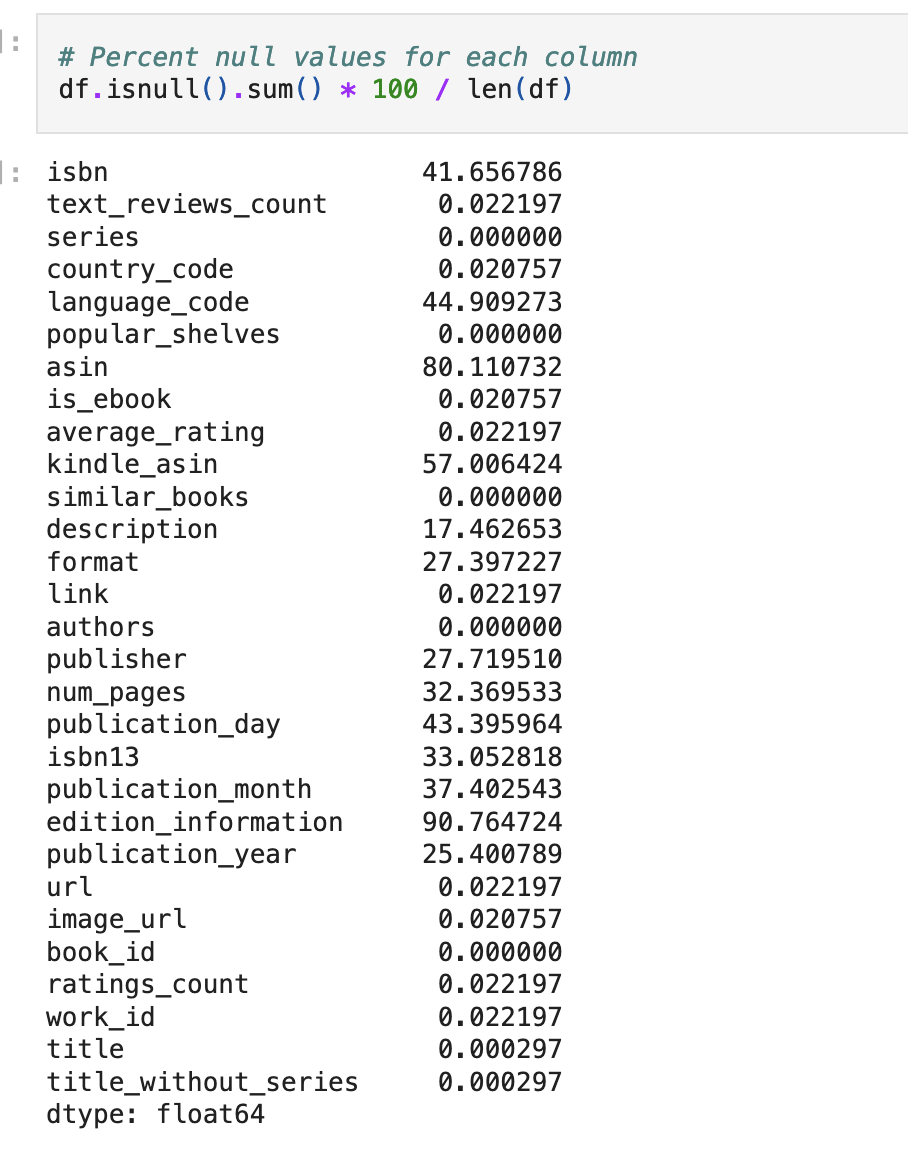 ]:
# Percent null values for each column
df.isnull().sum() * 100 / len(df)
]:
isbn 41.656786
text_reviews_count 0.022197
series 0.000000
country_code 0.020757
language_code 44.909273
popular_shelves 0.000000
asin 80.110732
is_ebook 0.020757
average_rating 0.022197
kindle_asin 57.006424
similar_books 0.000000
description 17.462653
format 27.397227
link 0.022197
authors 0.000000
publisher 27.719510
num_pages 32.369533
publication_day 43.395964
isbn13 33.052818
publication_month 37.402543
edition_information 90.764724
publication_year 25.400789
url 0.022197
image_url 0.020757
book_id 0.000000
ratings_count 0.022197
work_id 0.022197
title 0.000297
title_without_series 0.000297
dtype: float64